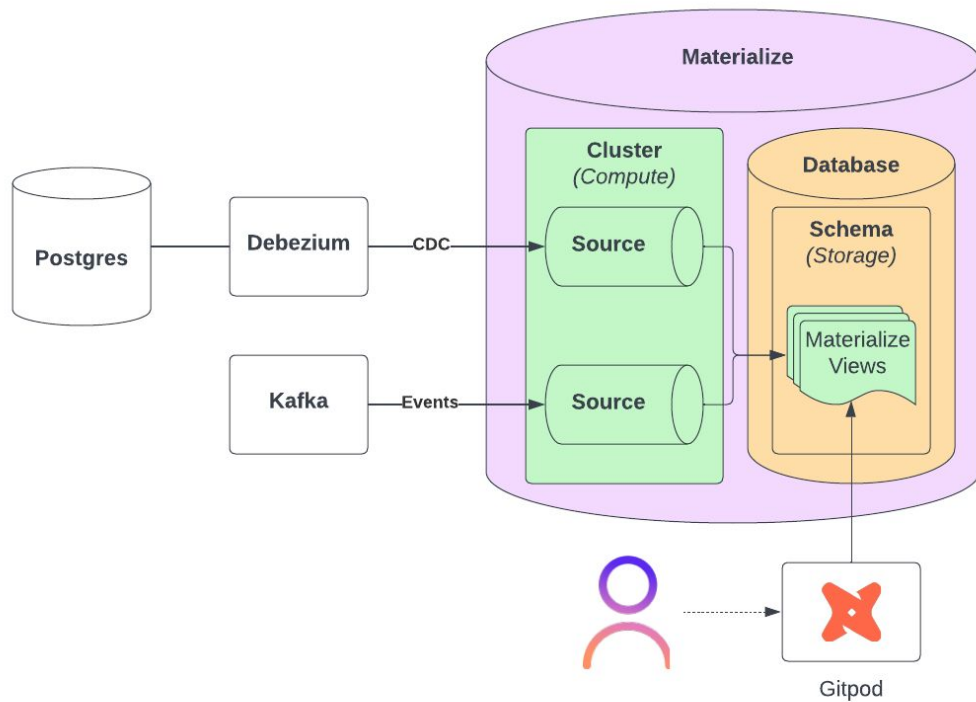 Materialize
Cluster
(Compute)
Database
Postgres
Debezium
CDC
Source
Schema
(Storage)
Kafka
Events
Source
Materialize
Views
Gitpod